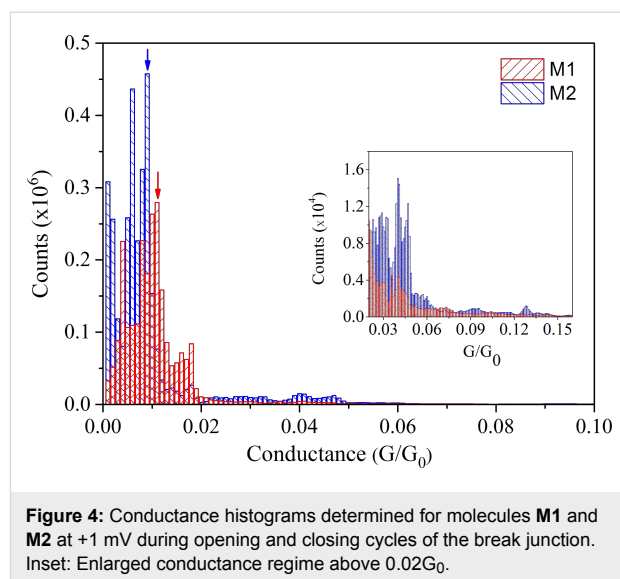 0.5
0.4
0.3
0.2
0.1
0.0
Counts (x10⁶)
0.00 0.02 0.04 0.06 0.08 0.10
Conductance (G/G₀)
M1
M2
1.6
1.2
0.8
0.4
0.0
Counts (x10⁴)
0.03 0.06 0.09 0.12 0.15
G/G₀
Figure 4: Conductance histograms determined for molecules M1 and
M2 at +1 mV during opening and closing cycles of the break junction.
Inset: Enlarged conductance regime above 0.02G₀.